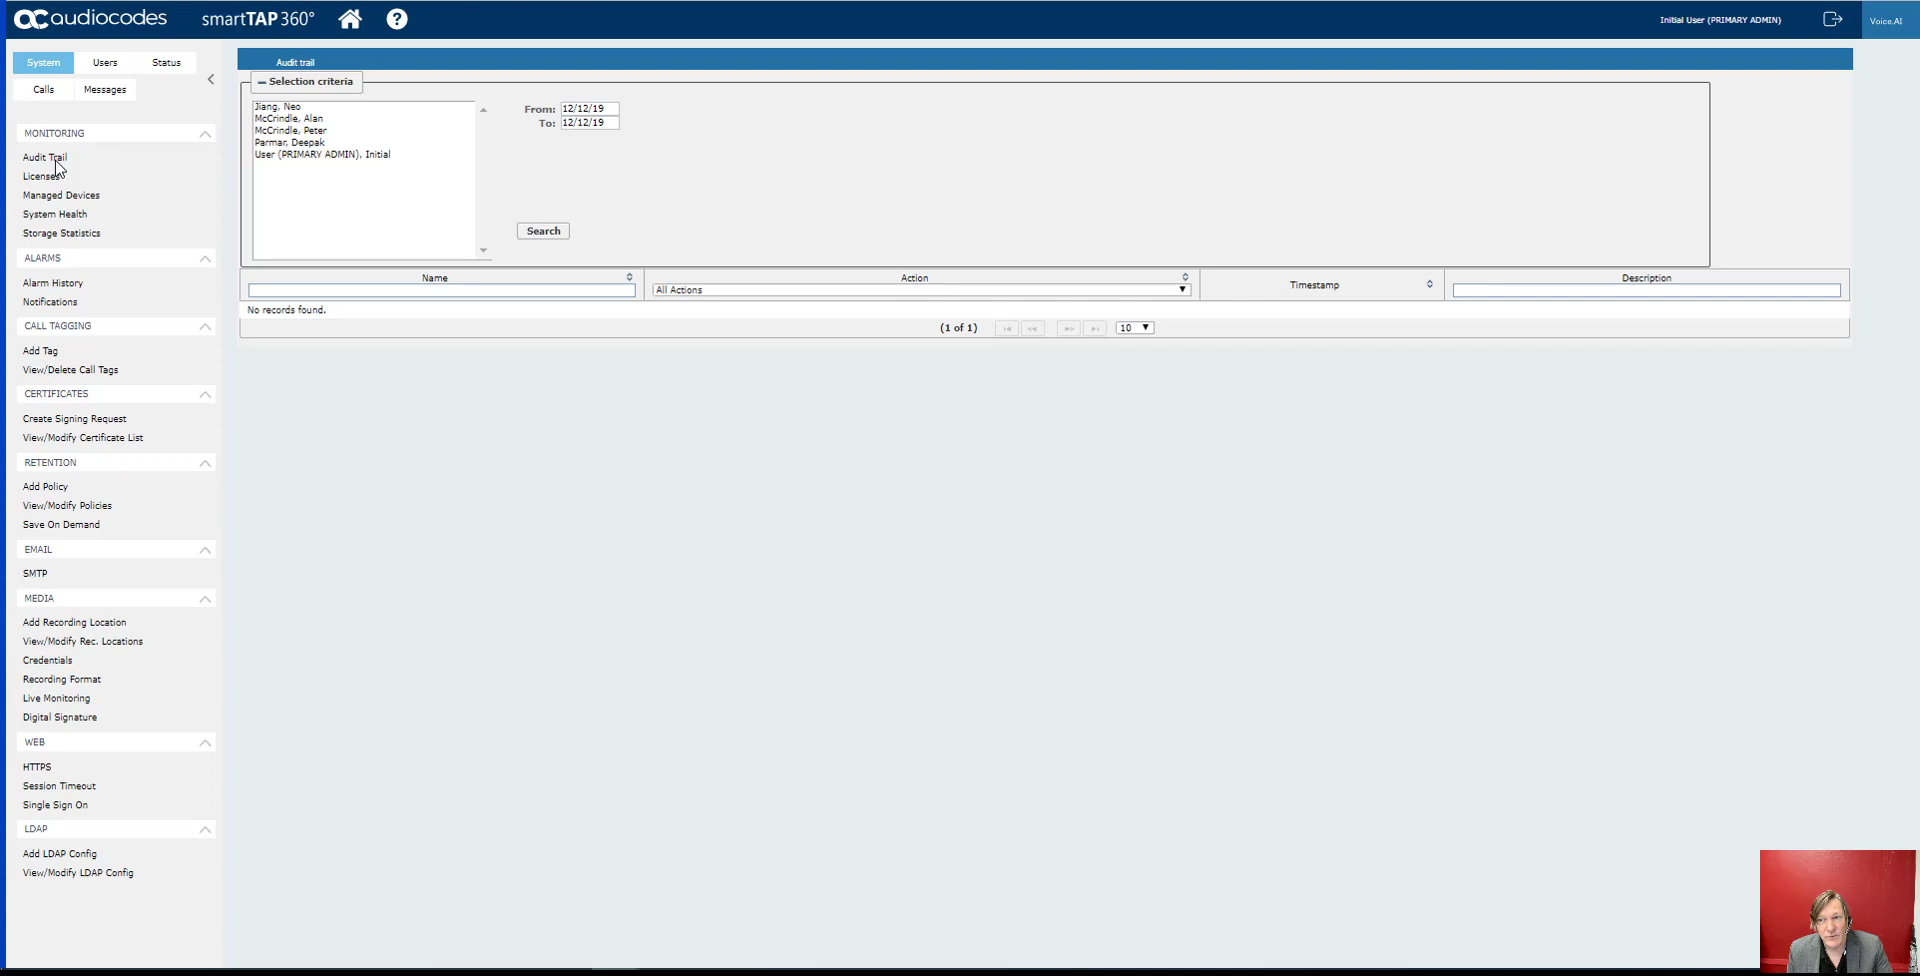 audiocodes smartTAP 360° ? Initial User (PRIMARY ADMIN) Voice.AI
System Users Status
Calls Messages
MONITORING
Audit Trail
Licenses
Managed Devices
System Health
Storage Statistics
ALARMS
Alarm History
Notifications
CALL TAGGING
Add Tag
View/Delete Call Tags
CERTIFICATES
Create Signing Request
View/Modify Certificate List
RETENTION
Add Policy
View/Modify Policies
Save On Demand
EMAIL
SMTP
MEDIA
Add Recording Location
View/Modify Rec. Locations
Credentials
Recording Format
Live Monitoring
Digital Signature
WEB
HTTPS
Session Timeout
Single Sign On
LDAP
Add LDAP Config
View/Modify LDAP Config
Audit trail
Selection criteria
Jiang, Neo
McCrindle, Alan
McCrindle, Peter
Parmar, Deepak
User (PRIMARY ADMIN), Initial
From: 12/12/19
To: 12/12/19
Search
Name Action Timestamp Description
All Actions
No records found.
(1 of 1) 10